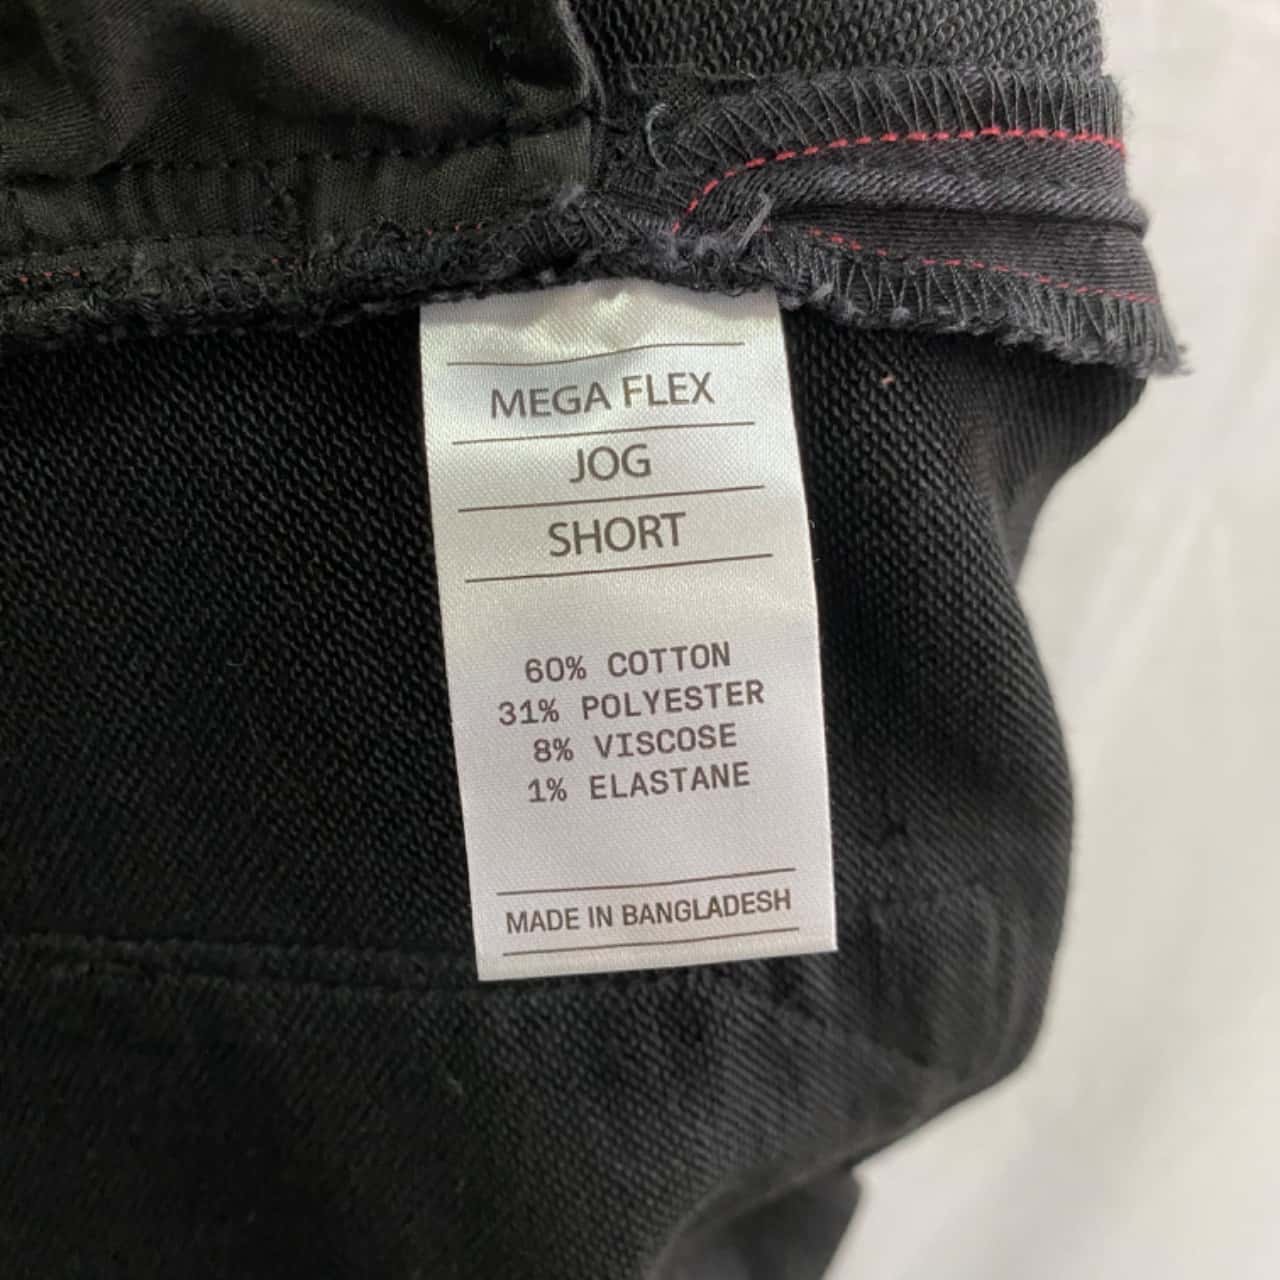 MEGA FLEX
JOG
SHORT
60% COTTON
31% POLYESTER
8% VISCOSE
1% ELASTANE
MADE IN BANGLADESH